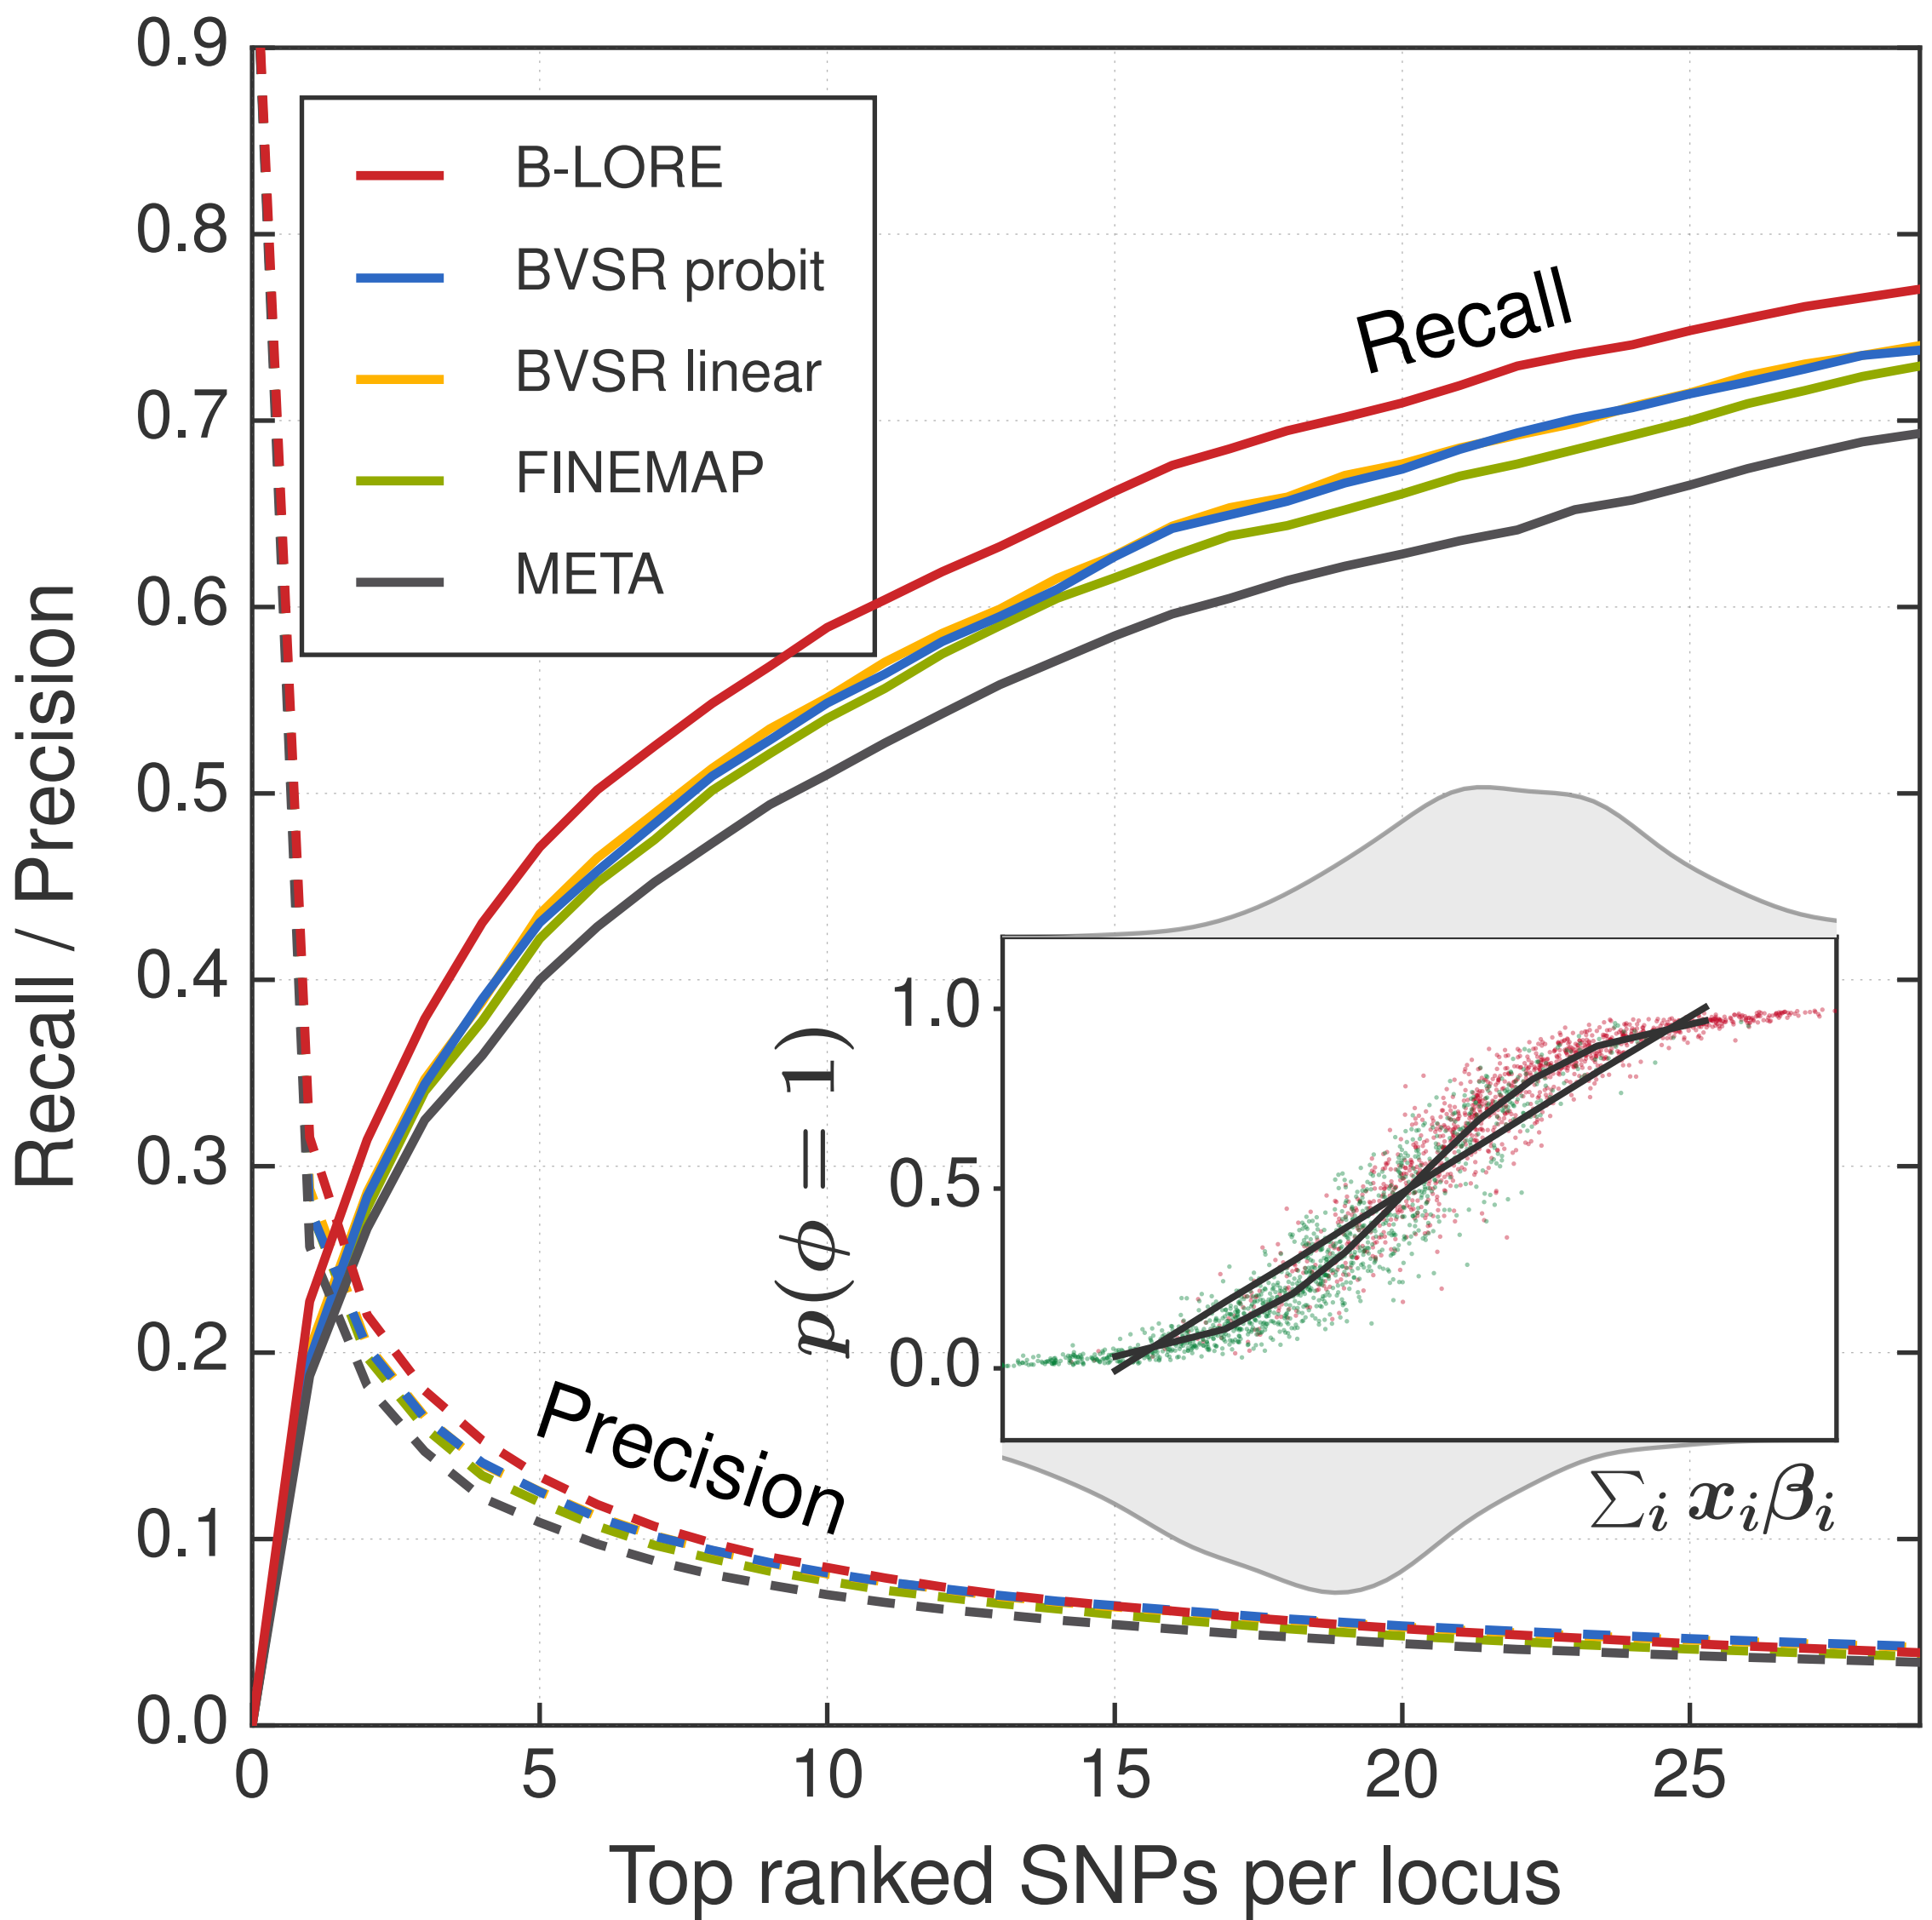 0.9
0.8
0.7
0.6
0.5
0.4
0.3
0.2
0.1
0.0
Recall / Precision
B-LORE
BVSR probit
BVSR linear
FINEMAP
META
Recall
Precision
1.0
0.5
0.0
p(ϕ = 1)
∑ᵢ xᵢβᵢ
0 5 10 15 20 25
Top ranked SNPs per locus